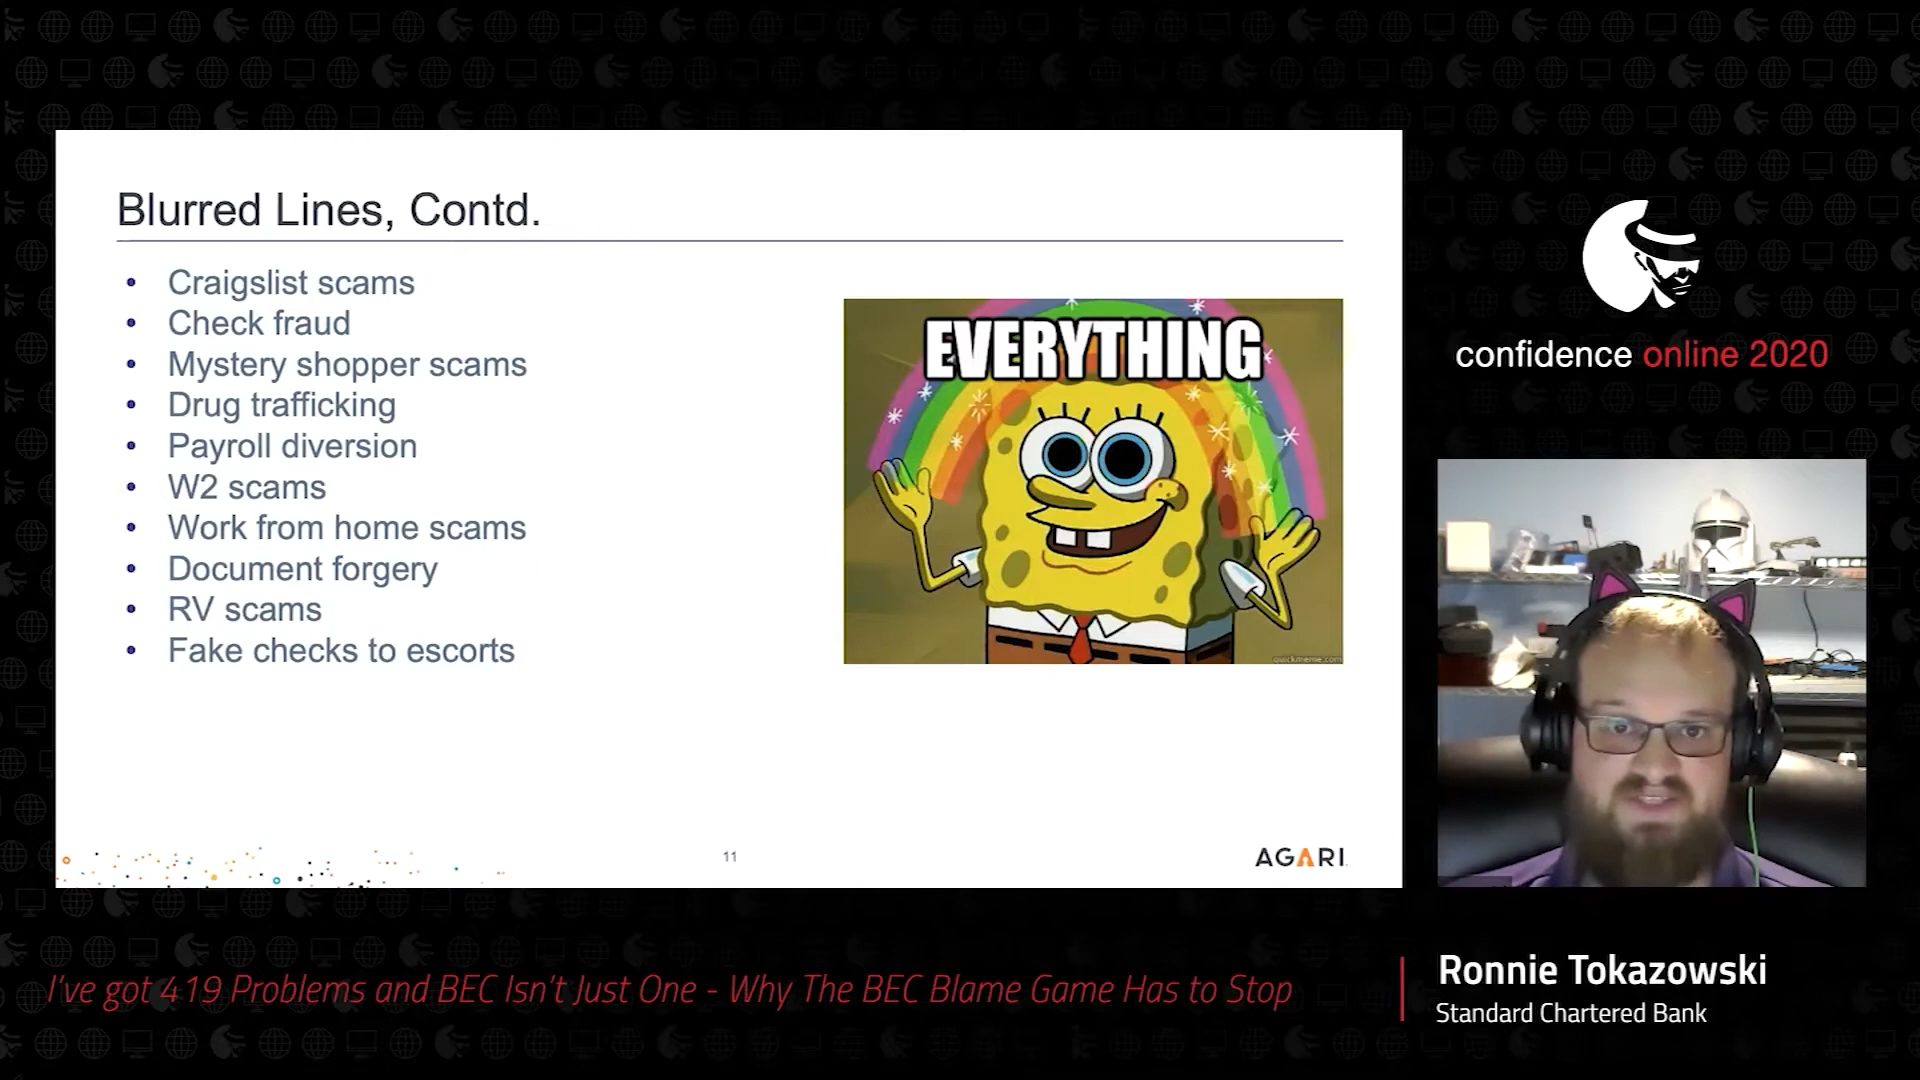 Blurred Lines, Contd.
• Craigslist scams
• Check fraud
• Mystery shopper scams
• Drug trafficking
• Payroll diversion
• W2 scams
• Work from home scams
• Document forgery
• RV scams
• Fake checks to escorts
EVERYTHING
quickmeme.com
11
AGARI
confidence online 2020
I've got 419 Problems and BEC Isn't Just One - Why The BEC Blame Game Has to Stop
Ronnie Tokazowski
Standard Chartered Bank